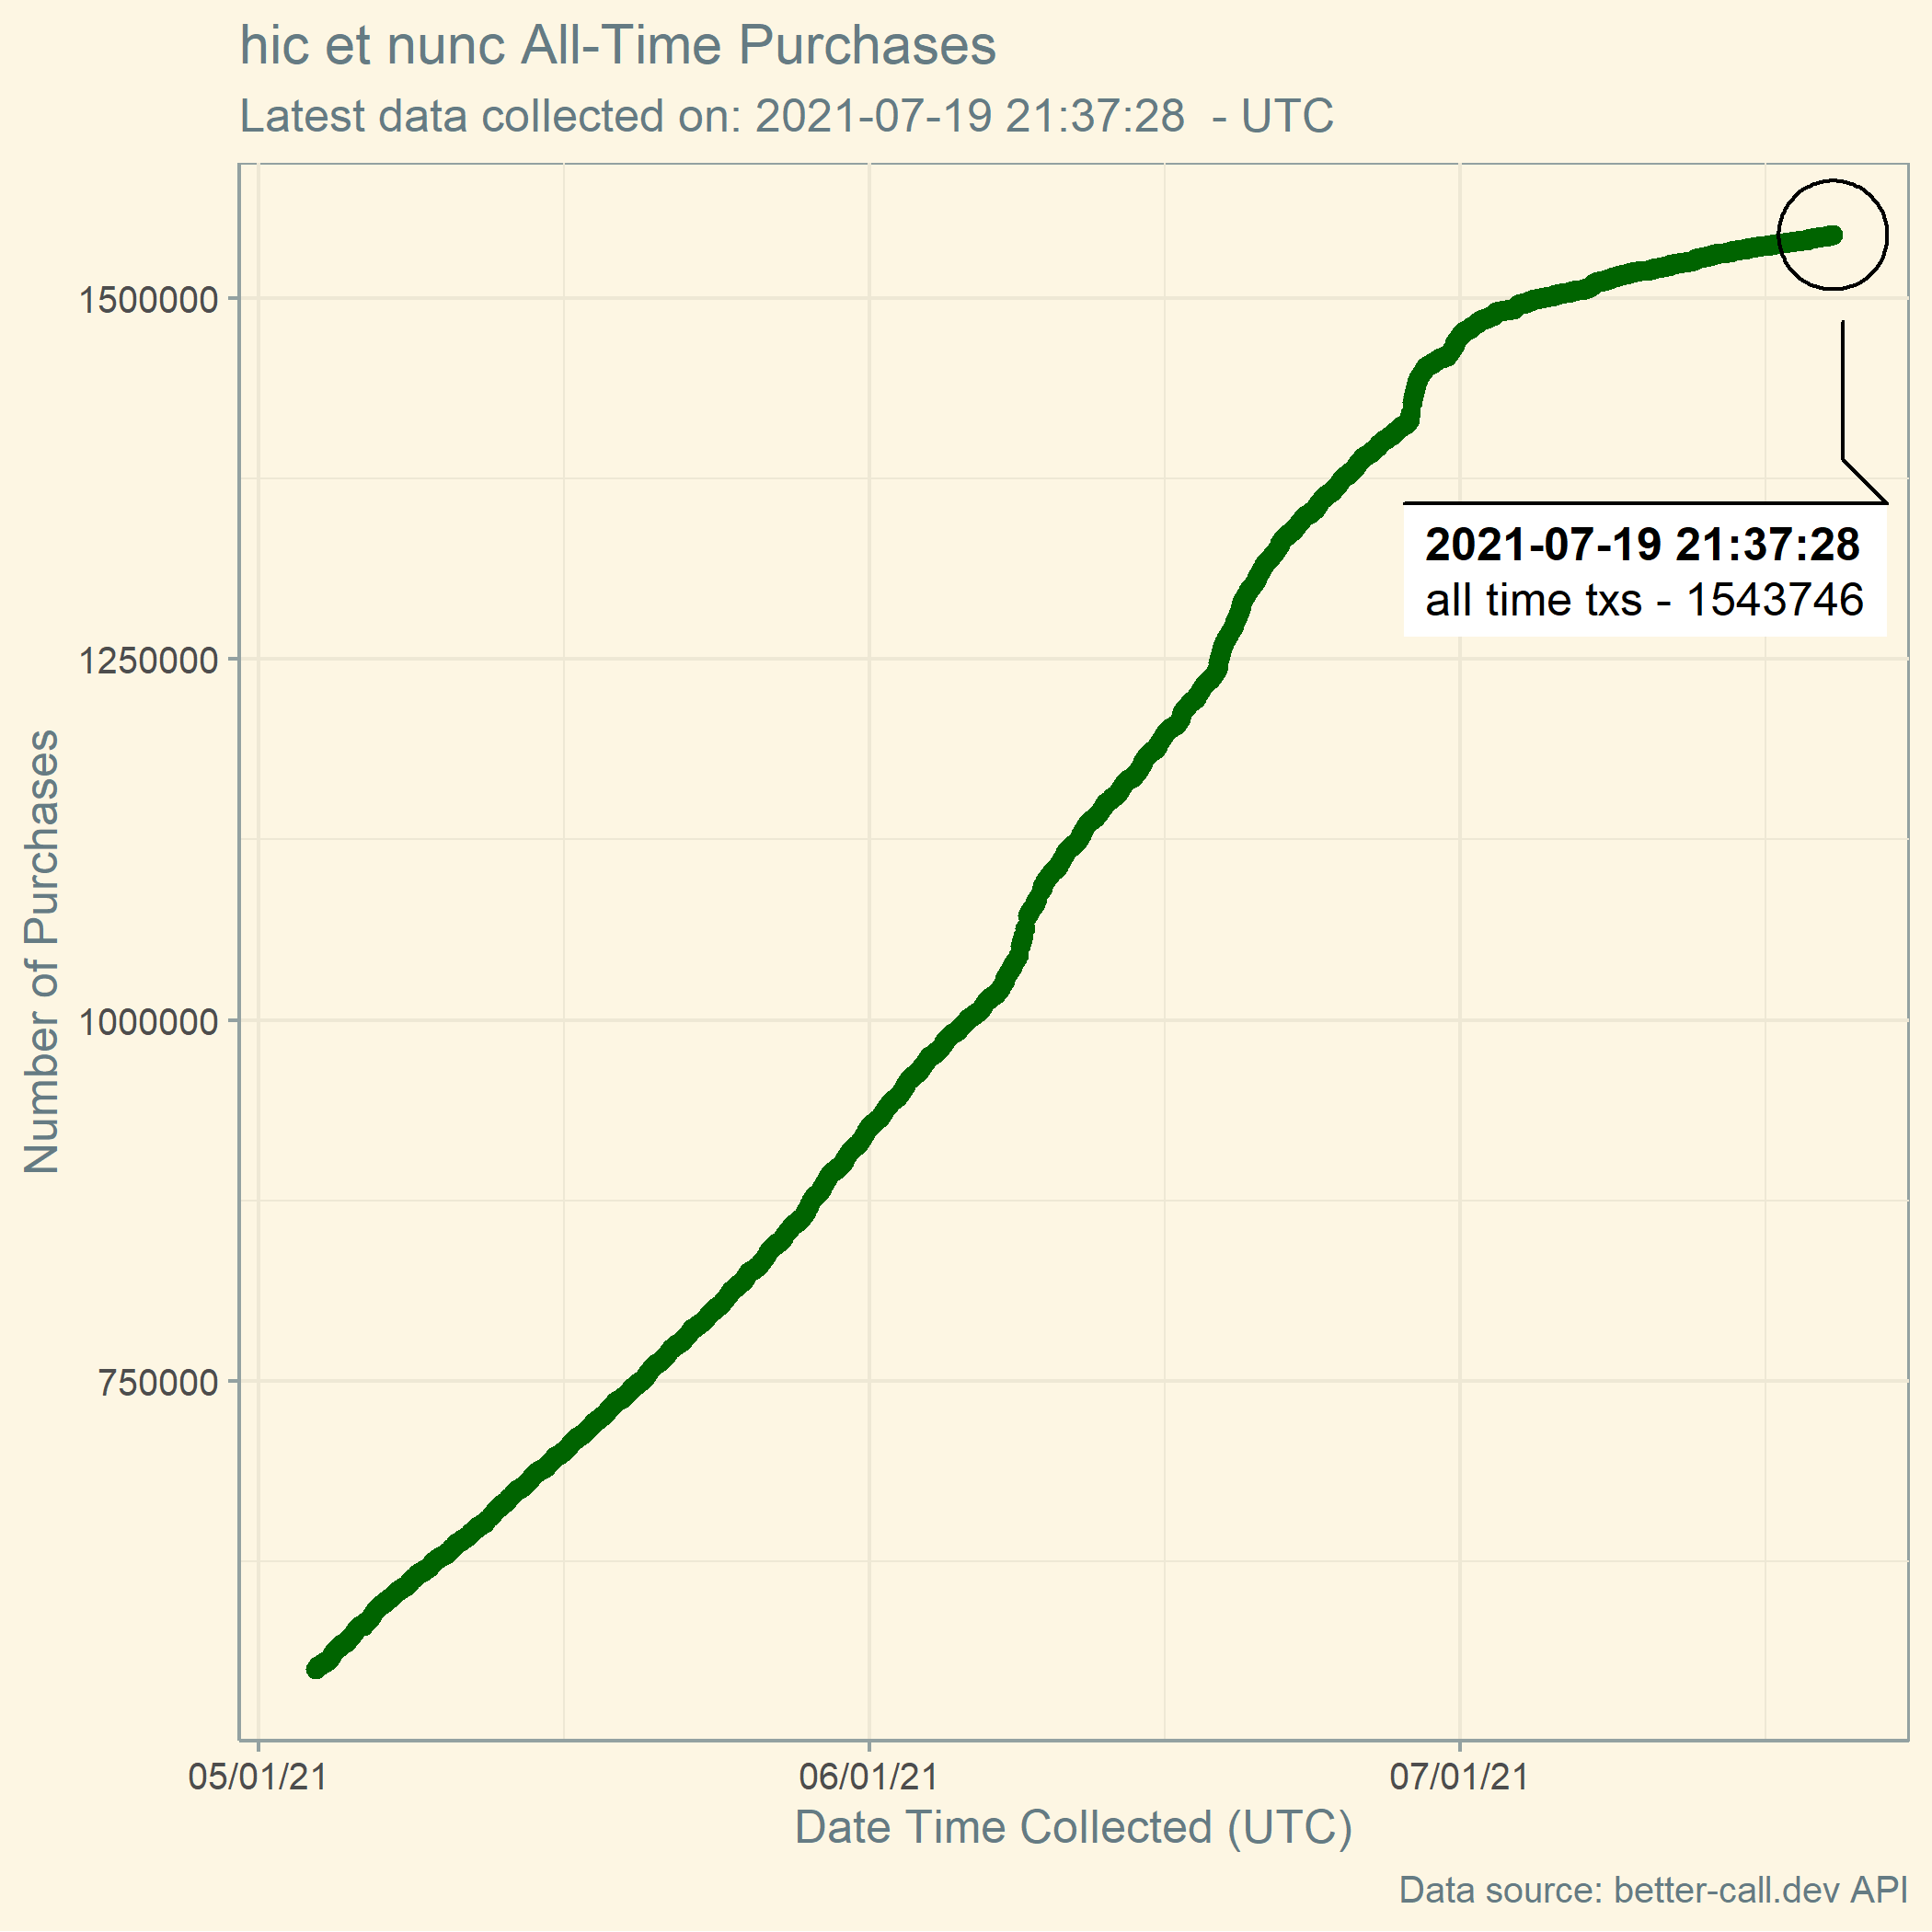 hic et nunc All-Time Purchases
Latest data collected on: 2021-07-19 21:37:28  - UTC
1500000
1250000
1000000
750000
Number of Purchases
2021-07-19 21:37:28
all time txs - 1543746
05/01/21
06/01/21
07/01/21
Date Time Collected (UTC)
Data source: better-call.dev API